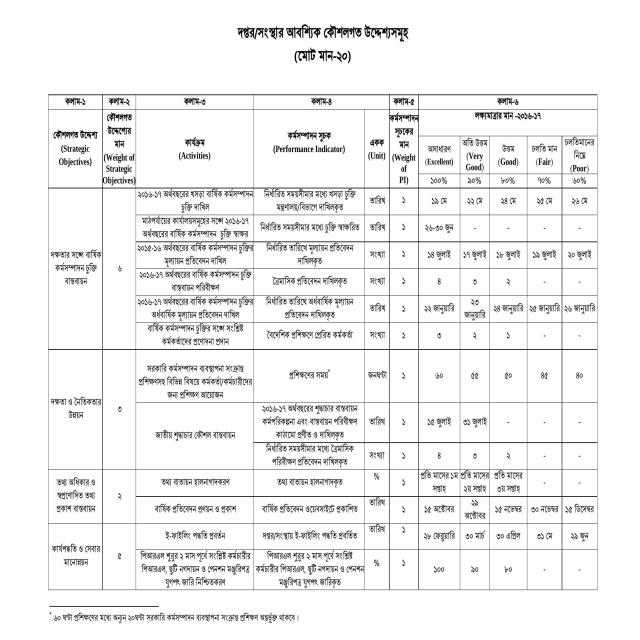 দপ্তর/সংস্থার আবশ্যিক কৌশলগত উদ্দেশ্যসমূহ
(মোট মান-২০)
কলাম-১ কলাম-২ কলাম-৩ কলাম-৪ কলাম-৫ কলাম-৬
কৌশলগত উদ্দেশ্য (Strategic Objectives) কৌশলগত উদ্দেশ্যের মান (Weight of Strategic Objectives) কার্যক্রম (Activities) কর্মসম্পাদন সূচক (Performance Indicator) একক (Unit) কর্মসম্পাদন সূচকের মান (Weight of PI) লক্ষ্যমাত্রার মান -২০১৬-১৭
অসাধারণ (Excellent) অতি উত্তম (Very Good) উত্তম (Good) চলতি মান (Fair) চলতিমানের নিম্নে (Poor)
১০০% ৯০% ৮০% ৭০% ৬০%
দক্ষতার সঙ্গে বার্ষিক কর্মসম্পাদন চুক্তি বাস্তবায়ন ৬
২০১৬-১৭ অর্থবছরের খসড়া বার্ষিক কর্মসম্পাদন চুক্তি দাখিল নির্ধারিত সময়সীমার মধ্যে খসড়া চুক্তি মন্ত্রণালয়/বিভাগে দাখিলকৃত তারিখ ১ ১৯ মে ২২ মে ২৪ মে ২৫ মে ২৬ মে
মাঠপর্যায়ের কার্যালয়সমূহের সঙ্গে ২০১৬-১৭ অর্থবছরের বার্ষিক কর্মসম্পাদন চুক্তি স্বাক্ষর নির্ধারিত সময়সীমার মধ্যে চুক্তি স্বাক্ষরিত তারিখ ১ ২৬-৩০ জুন - - - -
২০১৫-১৬ অর্থবছরের বার্ষিক কর্মসম্পাদন চুক্তির মূল্যায়ন প্রতিবেদন দাখিল নির্ধারিত তারিখে মূল্যায়ন প্রতিবেদন দাখিলকৃত সংখ্যা ১ ১৪ জুলাই ১৭ জুলাই ১৮ জুলাই ১৯ জুলাই ২০ জুলাই
২০১৬-১৭ অর্থবছরের বার্ষিক কর্মসম্পাদন চুক্তি বাস্তবায়ন পরিবীক্ষণ ত্রৈমাসিক প্রতিবেদন দাখিলকৃত সংখ্যা ১ ৪ ৩ ২ - -
২০১৬-১৭ অর্থবছরের বার্ষিক কর্মসম্পাদন চুক্তির অর্ধবার্ষিক মূল্যায়ন প্রতিবেদন দাখিল নির্ধারিত তারিখে অর্ধবার্ষিক মূল্যায়ন প্রতিবেদন দাখিলকৃত তারিখ ১ ২২ জানুয়ারি ২৩ জানুয়ারি ২৪ জানুয়ারি ২৫ জানুয়ারি ২৬ জানুয়ারি
বার্ষিক কর্মসম্পাদন চুক্তির সঙ্গে সংশ্লিষ্ট কর্মকর্তাদের প্রণোদনা প্রদান বৈদেশিক প্রশিক্ষণে প্রেরিত কর্মকর্তা সংখ্যা ১ ৩ ২ ১ - -
দক্ষতা ও নৈতিকতার উন্নয়ন ৩
সরকারি কর্মসম্পাদন ব্যবস্থাপনা সংক্রান্ত প্রশিক্ষণসহ বিভিন্ন বিষয়ে কর্মকর্তা/কর্মচারীদের জন্য প্রশিক্ষণ আয়োজন প্রশিক্ষণের সময়* জনঘন্টা ১ ৬০ ৫৫ ৫০ ৪৫ ৪০
জাতীয় শুদ্ধাচার কৌশল বাস্তবায়ন ২০১৬-১৭ অর্থবছরের শুদ্ধাচার বাস্তবায়ন কর্মপরিকল্পনা এবং বাস্তবায়ন পরিবীক্ষণ কাঠামো প্রণীত ও দাখিলকৃত তারিখ ১ ১৫ জুলাই ৩১ জুলাই - - -
নির্ধারিত সময়সীমার মধ্যে ত্রৈমাসিক পরিবীক্ষণ প্রতিবেদন দাখিলকৃত সংখ্যা ১ ৪ ৩ ২ - -
তথ্য অধিকার ও স্বপ্রণোদিত তথ্য প্রকাশ বাস্তবায়ন ২
তথ্য বাতায়ন হালনাগাদকরণ তথ্য বাতায়ন হালনাগাদকৃত % ১ প্রতি মাসের ১ম সপ্তাহ প্রতি মাসের ২য় সপ্তাহ প্রতি মাসের ৩য় সপ্তাহ - -
বার্ষিক প্রতিবেদন প্রণয়ন ও প্রকাশ বার্ষিক প্রতিবেদন ওয়েবসাইটে প্রকাশিত তারিখ ১ ১৫ অক্টোবর ২৯ অক্টোবর ১৫ নভেম্বর ৩০ নভেম্বর ১৫ ডিসেম্বর
কার্যপদ্ধতি ও সেবার মানোন্নয়ন ৫
ই-ফাইলিং পদ্ধতি প্রবর্তন দপ্তর/সংস্থায় ই-ফাইলিং পদ্ধতি প্রবর্তিত তারিখ ১ ২৮ ফেব্রুয়ারি ৩০ মার্চ ৩০ এপ্রিল ৩১ মে ২৯ জুন
পিআরএল শুরুর ২ মাস পূর্বে সংশ্লিষ্ট কর্মচারীর পিআরএল, ছুটি নগদায়ন ও পেনশন মঞ্জুরিপত্র যুগপৎ জারি নিশ্চিতকরণ পিআরএল শুরুর ২ মাস পূর্বে সংশ্লিষ্ট কর্মচারীর পিআরএল, ছুটি নগদায়ন ও পেনশন মঞ্জুরিপত্র যুগপৎ জারিকৃত % ১ ১০০ ৯০ ৮০ - -
* ৬০ ঘন্টা প্রশিক্ষণের মধ্যে অন্যূন ২০ঘন্টা সরকারি কর্মসম্পাদন ব্যবস্থাপনা সংক্রান্ত প্রশিক্ষণ অন্তর্ভুক্ত থাকবে।